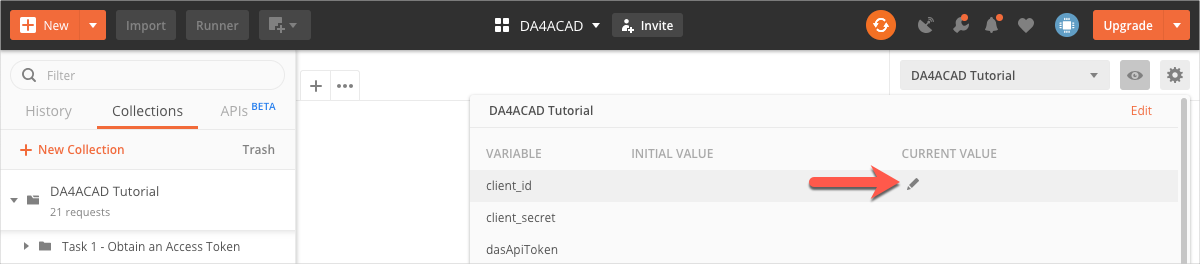 New
Import
Runner
DA4ACAD
Invite
Upgrade
Filter
DA4ACAD Tutorial
DA4ACAD Tutorial
Edit
History
Collections
APIs BETA
New Collection
Trash
VARIABLE
INITIAL VALUE
CURRENT VALUE
DA4ACAD Tutorial
21 requests
client_id
client_secret
Task 1 - Obtain an Access Token
dasApiToken